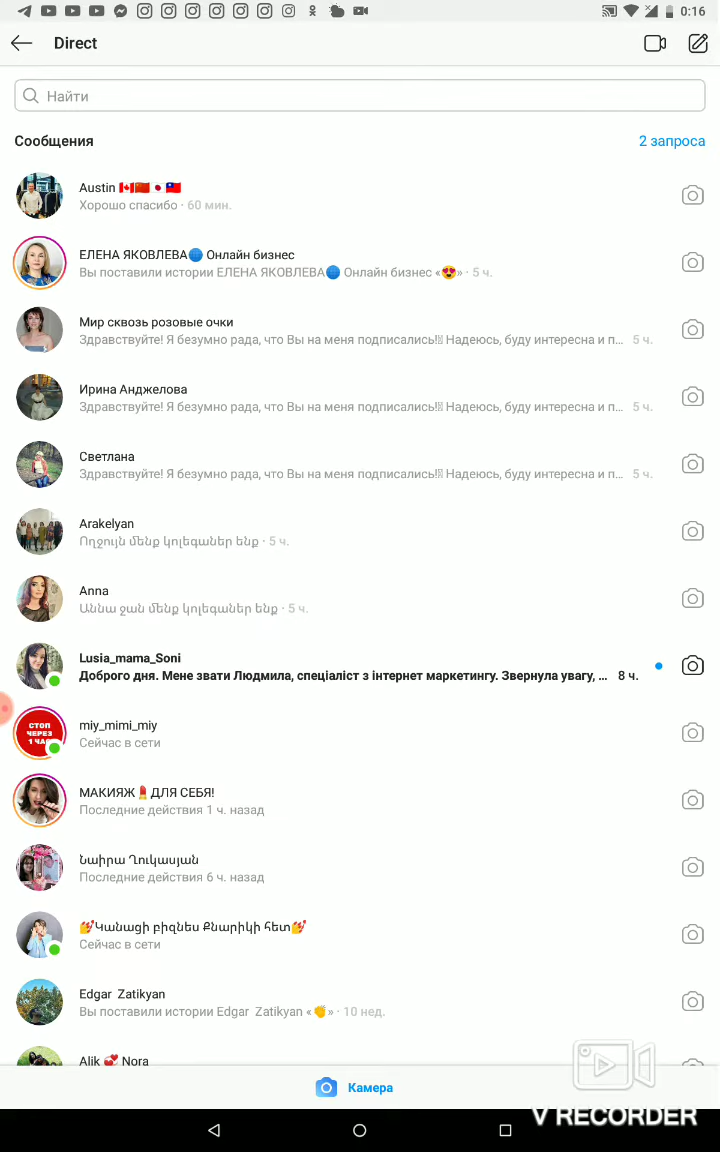 0:16
Direct
Найти
Сообщения
2 запроса
Austin 🇨🇦🇨🇳🇯🇵🇹🇼
Хорошо спасибо · 60 мин.
ЕЛЕНА ЯКОВЛЕВА🌐 Онлайн бизнес
Вы поставили истории ЕЛЕНА ЯКОВЛЕВА🌐 Онлайн бизнес «😍» · 5 ч.
Мир сквозь розовые очки
Здравствуйте! Я безумно рада, что Вы на меня подписались! Надеюсь, буду интересна и п... 5 ч.
Ирина Анджелова
Здравствуйте! Я безумно рада, что Вы на меня подписались! Надеюсь, буду интересна и п... 5 ч.
Светлана
Здравствуйте! Я безумно рада, что Вы на меня подписались! Надеюсь, буду интересна и п... 5 ч.
Arakelyan
Ողջույն մենք կոլեգաներ ենք · 5 ч.
Anna
Աննա ջան մենք կոլեգաներ ենք · 5 ч.
Lusia_mama_Soni
Доброго дня. Мене звати Людмила, спеціаліст з інтернет маркетингу. Звернула увагу, ... 8 ч.
СТОП
ЧЕРЕЗ
1 ЧА
miy_mimi_miy
Сейчас в сети
МАКИЯЖ💄ДЛЯ СЕБЯ!
Последние действия 1 ч. назад
Նաիրա Ղուկասյան
Последние действия 6 ч. назад
💅Կանացի բիզնես Քնարիկի հետ💅
Сейчас в сети
Edgar Zatikyan
Вы поставили истории Edgar Zatikyan «👏» · 10 нед.
Alik 💞 Nora
Камера
V RECORDER